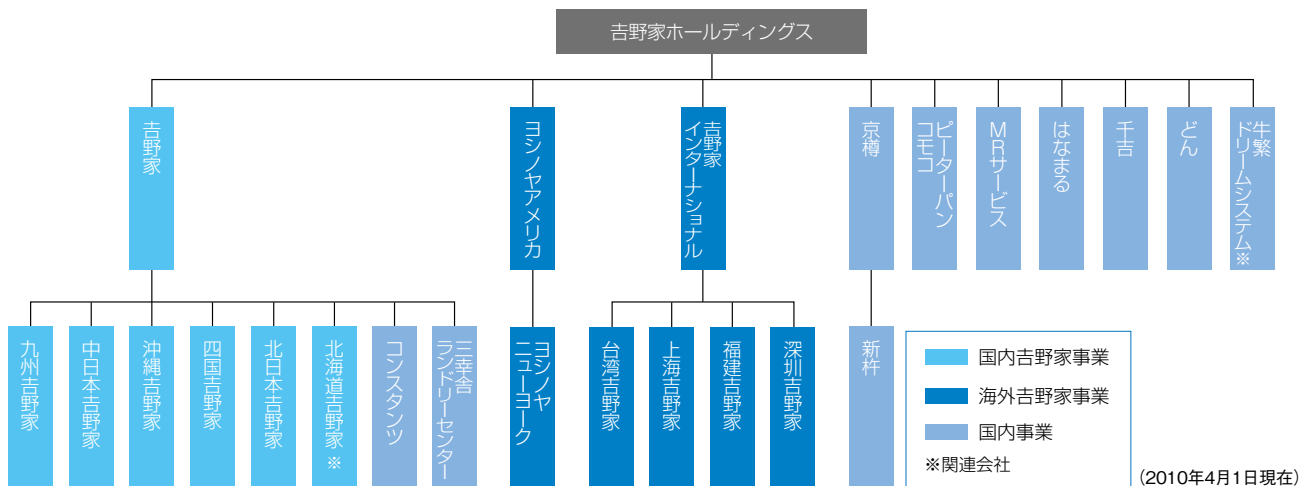 吉野家ホールディングス
吉野家
ヨシノヤアメリカ
吉野家
インターナショナル
京樽
ピーターパン
コモコ
MRサービス
はなまる
千吉
どん
牛繁
ドリームシステム※
九州吉野家
中日本吉野家
沖縄吉野家
四国吉野家
北日本吉野家
北海道吉野家※
コンスタンツ
三幸舎
ランドリーセンター
ヨシノヤ
ニューヨーク
台湾吉野家
上海吉野家
福建吉野家
深圳吉野家
新杵
国内吉野家事業
海外吉野家事業
国内事業
※関連会社
(2010年4月1日現在)